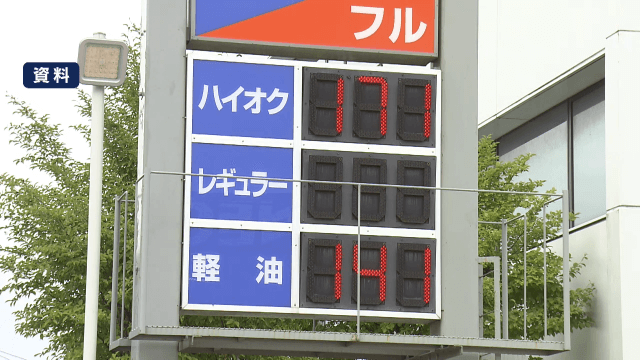 フル
資料
ハイオク 171
レギュラー
軽油 141